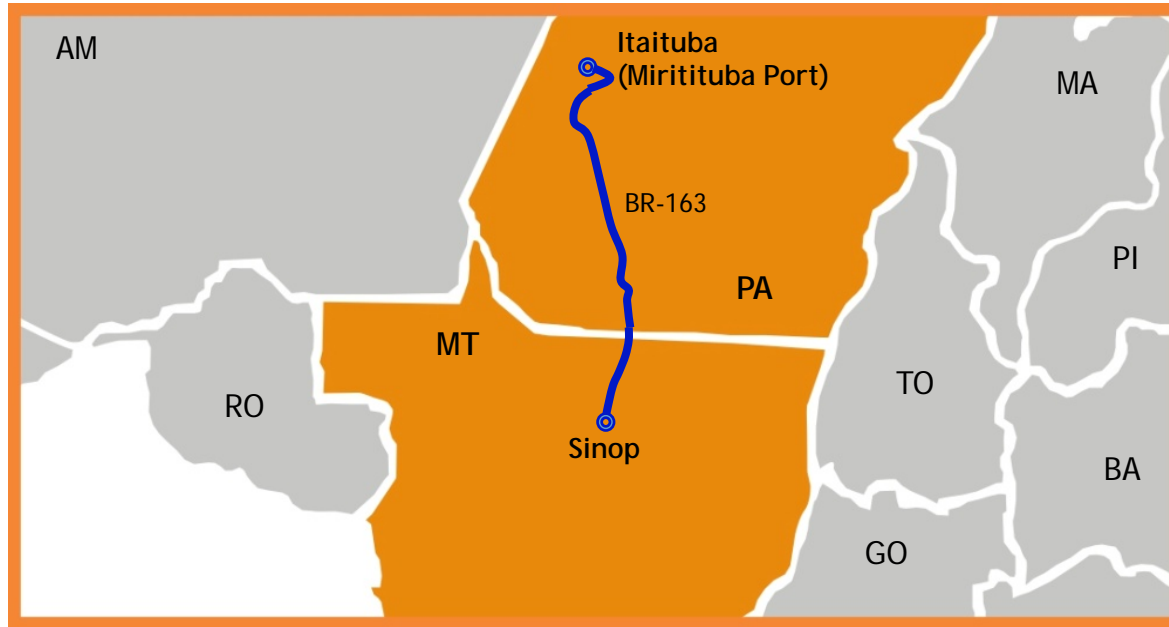 AM
Itaituba
(Miritituba Port)
MA
BR-163
PI
PA
MT
TO
RO
Sinop
BA
GO